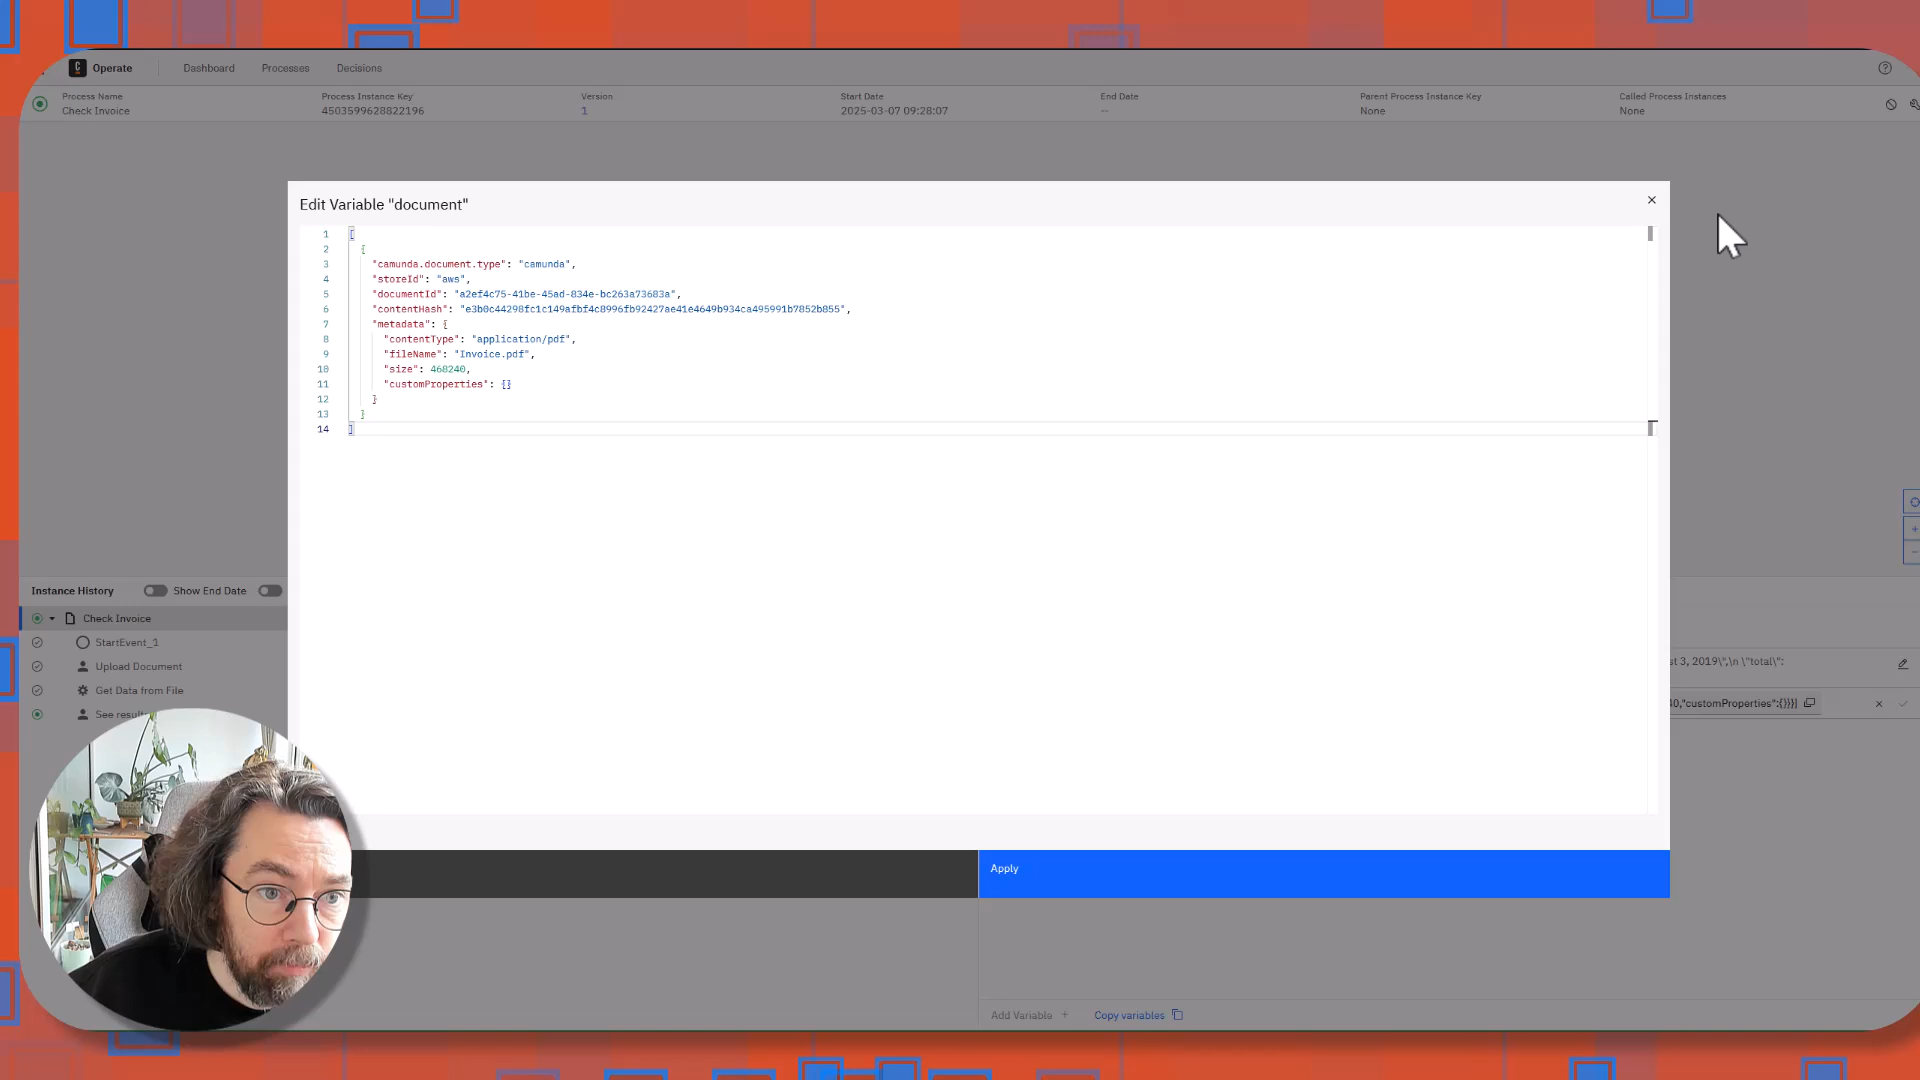 Operate
Dashboard
Processes
Decisions
Process Name
Check Invoice
Process Instance Key
4503599628822196
Version
1
Start Date
2025-03-07 09:28:07
End Date
--
Parent Process Instance Key
None
Called Process Instances
None
Edit Variable "document"
1 [
2 {
3 "camunda.document.type": "camunda",
4 "storeId": "aws",
5 "documentId": "a2ef4c75-41be-45ad-834e-bc263a73683a",
6 "contentHash": "e3b0c44298fc1c149afbf4c8996fb92427ae41e4649b934ca495991b7852b855",
7 "metadata": {
8 "contentType": "application/pdf",
9 "fileName": "Invoice.pdf",
10 "size": 468240,
11 "customProperties": {}
12 }
13 }
14 ]
Instance History
Show End Date
Check Invoice
StartEvent_1
Upload Document
Get Data from File
See result
st 3, 2019\",\n \"total\":
40,"customProperties":{}}}]
Apply
Add Variable +
Copy variables